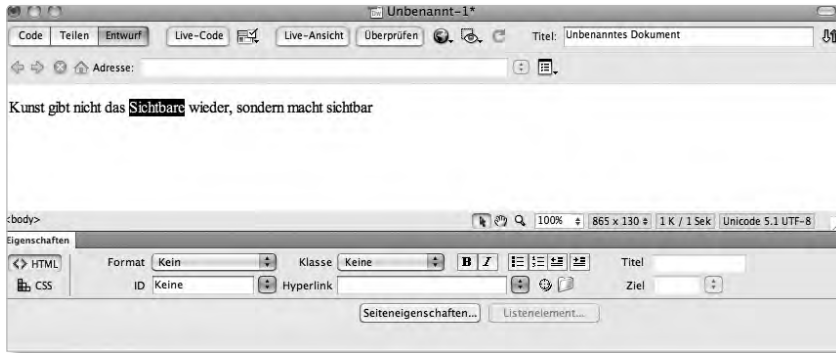 Unbenannt-1*
Code Teilen Entwurf Live-Code Live-Ansicht Überprüfen Titel: Unbenanntes Dokument
Adresse:
Kunst gibt nicht das Sichtbare wieder, sondern macht sichtbar
<body> 100% 865 x 130 1 K / 1 Sek Unicode 5.1 UTF-8
Eigenschaften
<> HTML Format Kein Klasse Keine B I Titel
CSS ID Keine Hyperlink Ziel
Seiteneigenschaften... Listenelement...